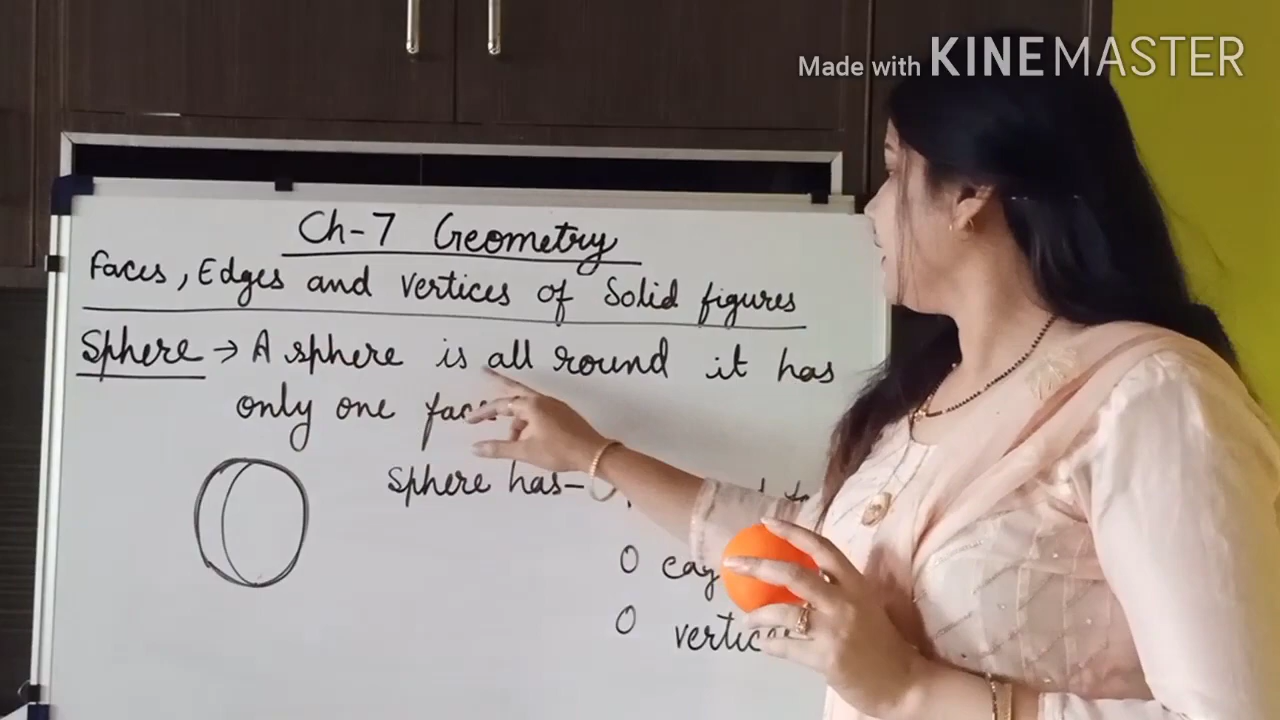 Made with KINEMASTER
Ch-7 Geometry
Faces, Edges and Vertices of Solid figures
Sphere → A sphere is all round it has
only one
Sphere has-
0
0